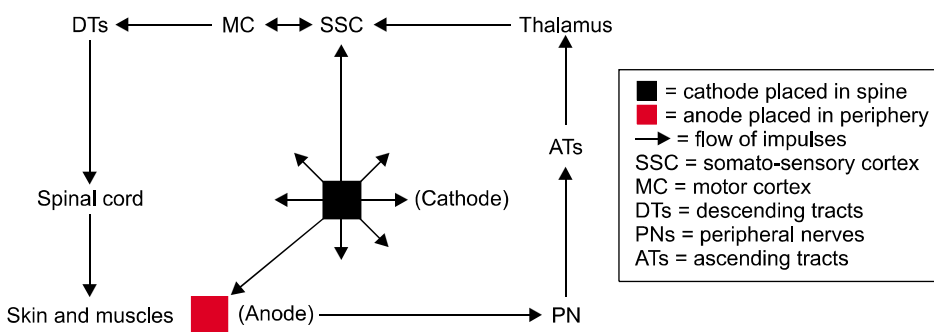 DTs MC SSC Thalamus
ATs
Spinal cord (Cathode)
Skin and muscles (Anode) PN
= cathode placed in spine
= anode placed in periphery
= flow of impulses
SSC = somato-sensory cortex
MC = motor cortex
DTs = descending tracts
PNs = peripheral nerves
ATs = ascending tracts